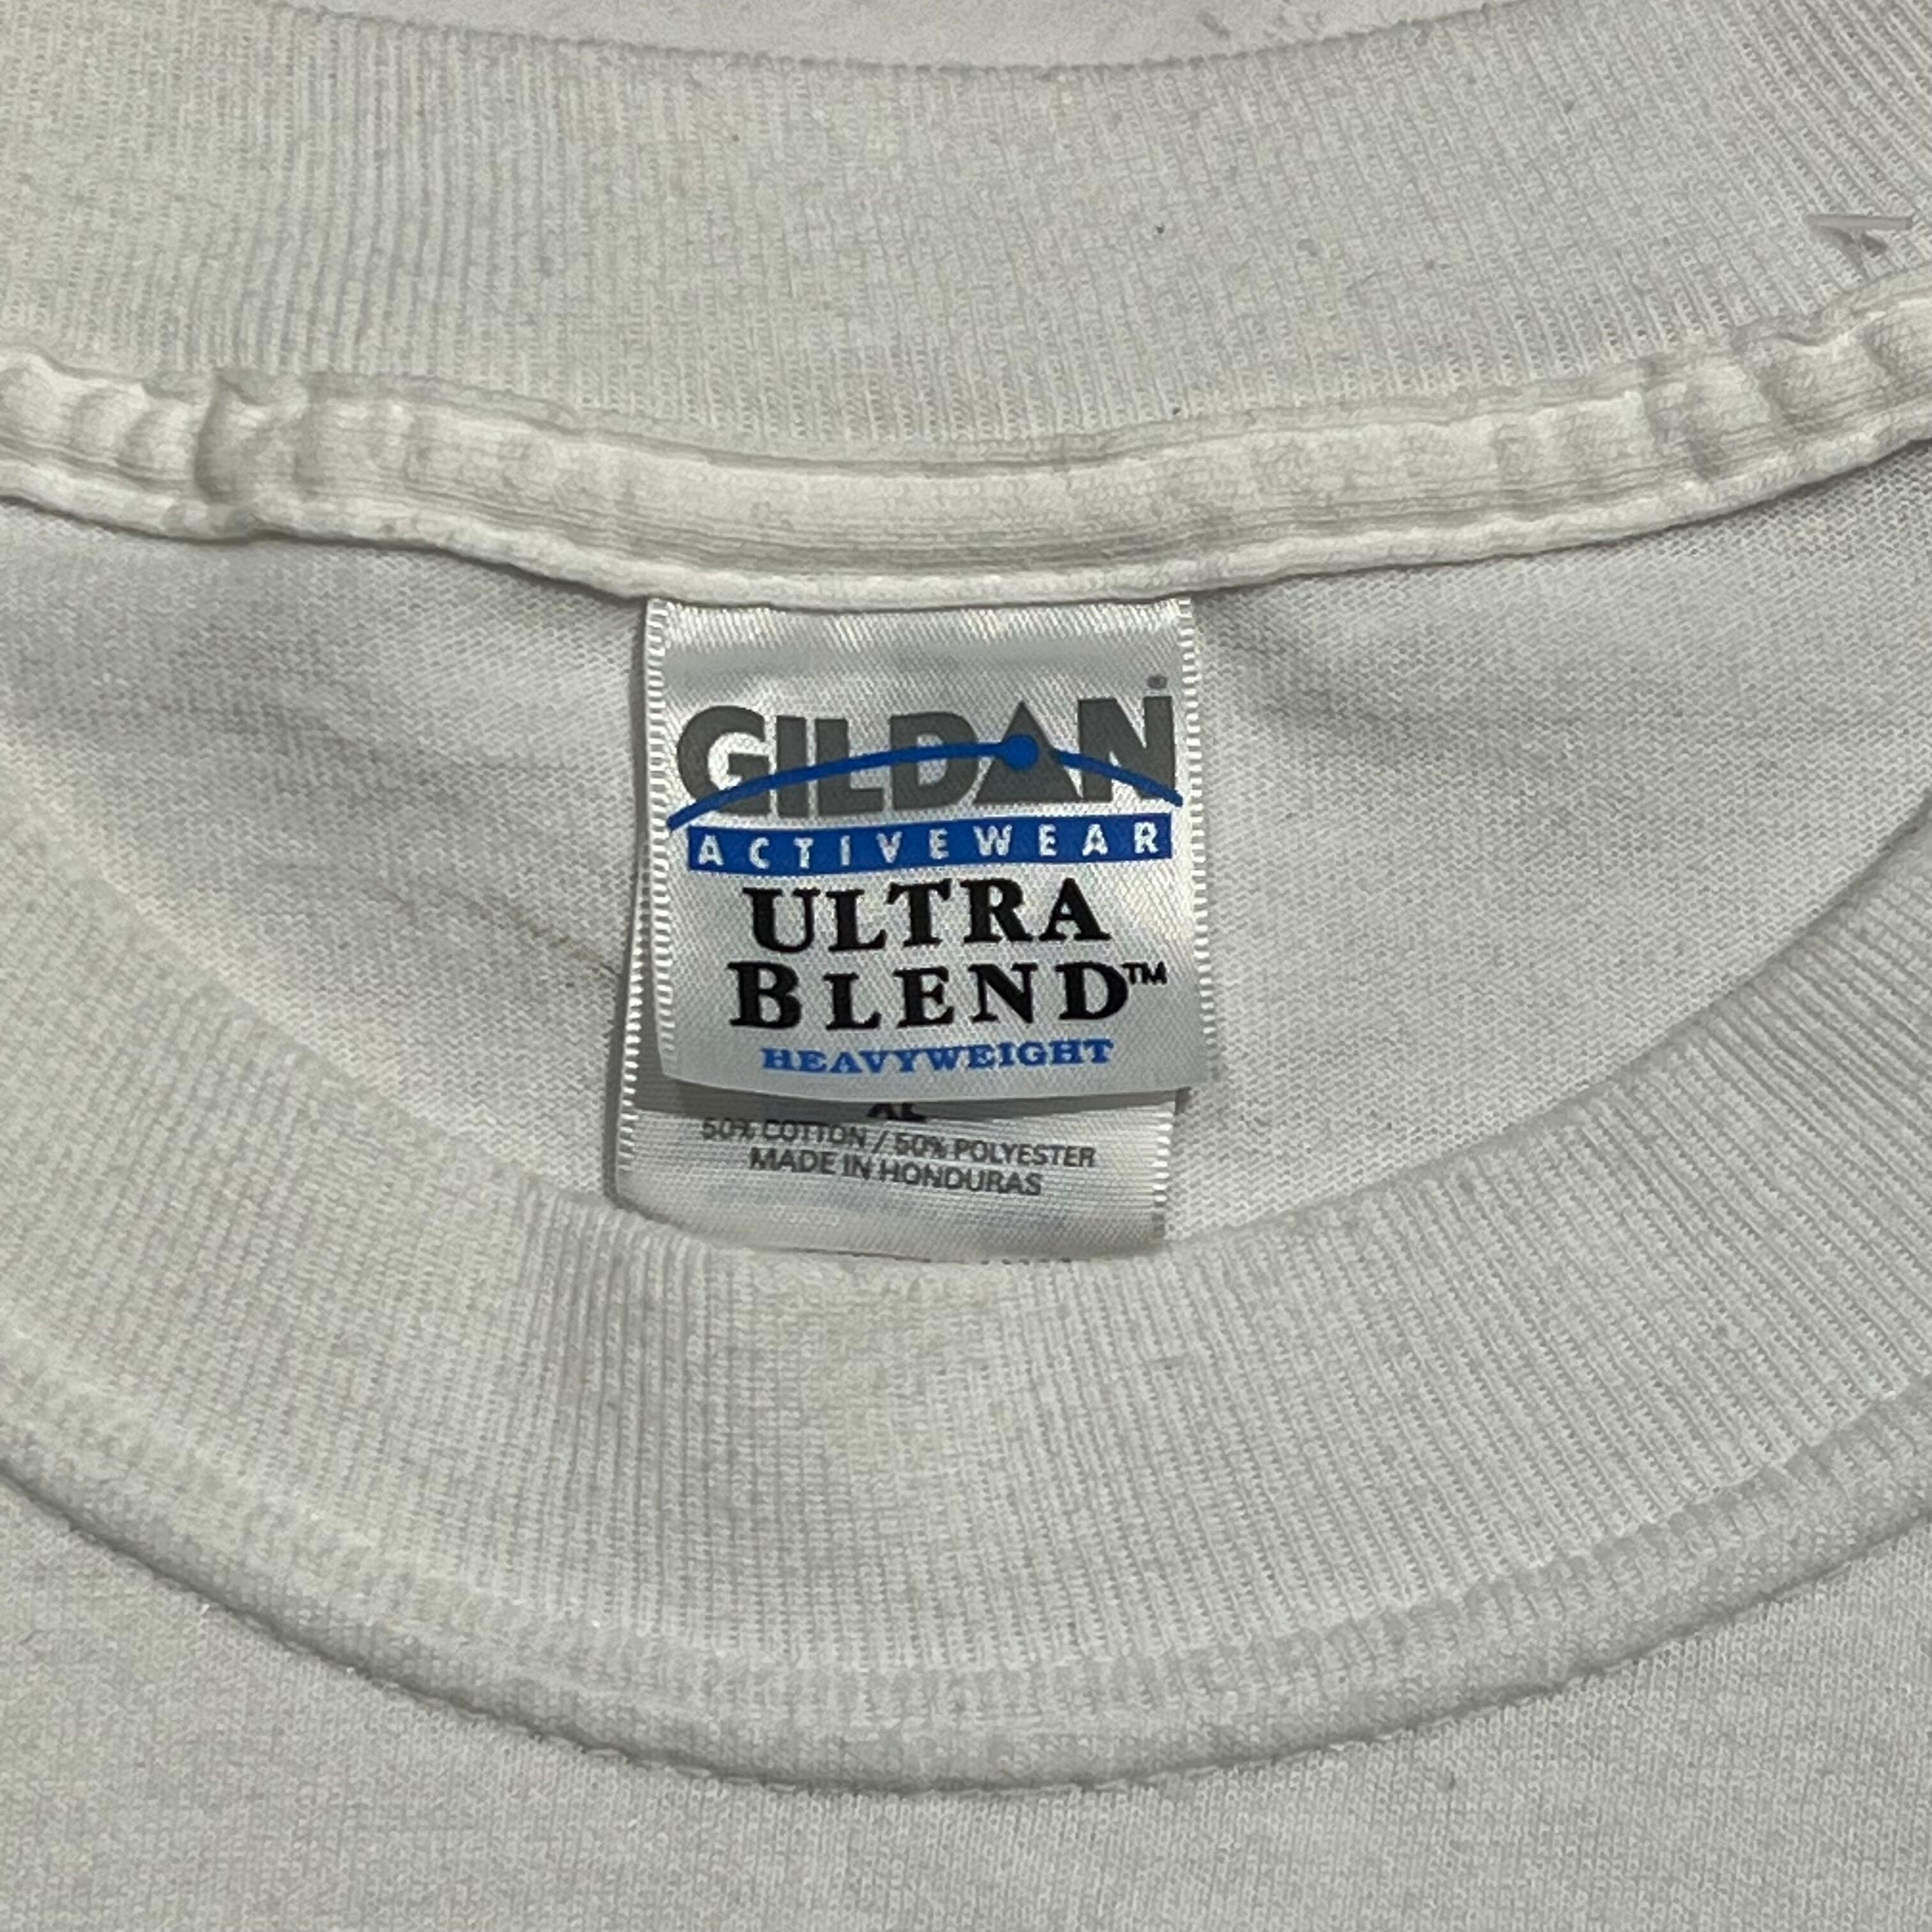 GILDAN®
ACTIVEWEAR
ULTRA
BLEND™
HEAVYWEIGHT
XL
50% COTTON / 50% POLYESTER
MADE IN HONDURAS